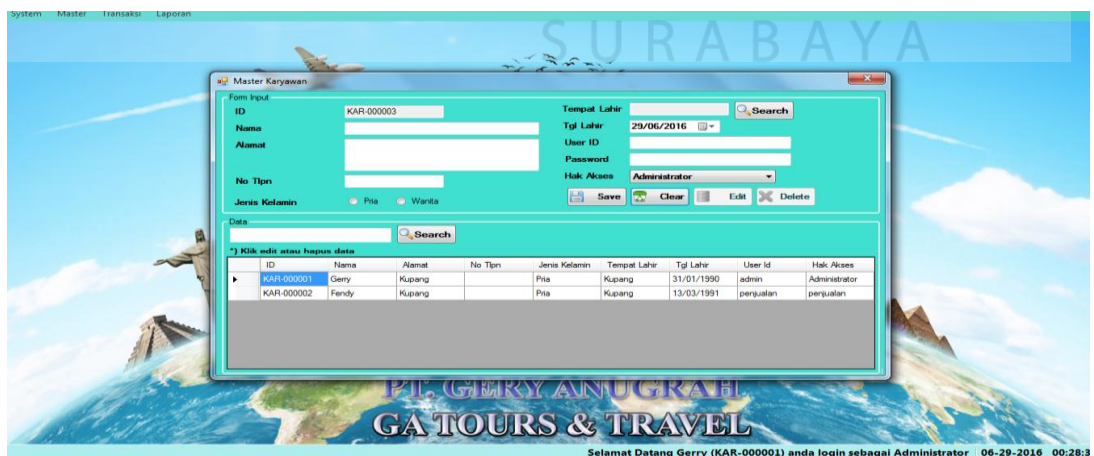 System Master Transaksi Laporan
SURABAYA
Master Karyawan
Form Input
ID KAR-000003 Tempat Lahir Search
Nama Tgl Lahir 29/06/2016
Alamat User ID
Password
No Tlpn Hak Akses Administrator
Jenis Kelamin Pria Wanita Save Clear Edit Delete
Data
Search
*) Klik edit atau hapus data
ID Nama Alamat No Tlpn Jenis Kelamin Tempat Lahir Tgl Lahir User Id Hak Akses
KAR-000001 Gerry Kupang Pria Kupang 31/01/1990 admin Administrator
KAR-000002 Fendy Kupang Pria Kupang 13/03/1991 penjualan penjualan
PT. GERY ANUGRAH
GA TOURS & TRAVEL
Selamat Datang Gerry (KAR-000001) anda login sebagai Administrator 06-29-2016 00:28:3